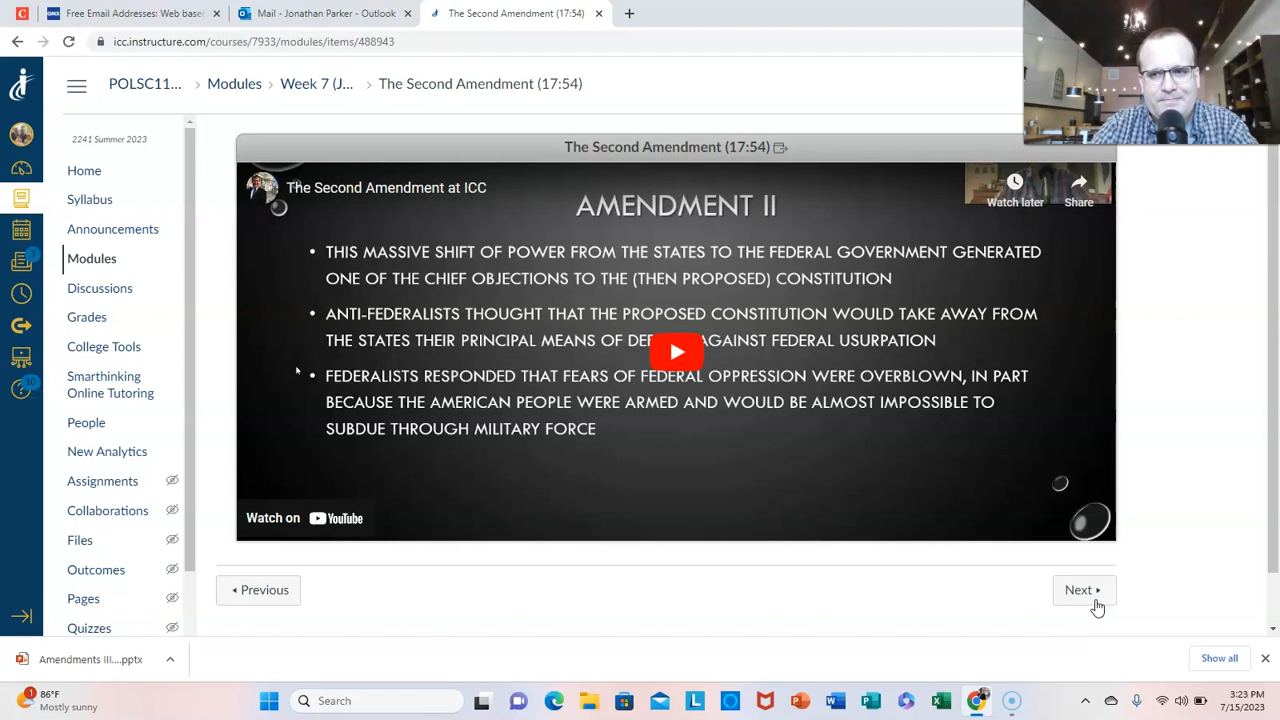 Free Email Addresses: Web base
Mail - Jonathan Parker - Outlook
The Second Amendment (17:54)
icc.instructure.com/courses/7933/modules/items/488943
POLSC11... Modules Week 7 (J... The Second Amendment (17:54)
2241 Summer 2023
Home
Syllabus
Announcements
Modules
Discussions
Grades
College Tools
Smarthinking
Online Tutoring
People
New Analytics
Assignments
Collaborations
Files
Outcomes
Pages
Quizzes
10
The Second Amendment (17:54)
The Second Amendment at ICC
Watch later
Share
AMENDMENT II
• THIS MASSIVE SHIFT OF POWER FROM THE STATES TO THE FEDERAL GOVERNMENT GENERATED
ONE OF THE CHIEF OBJECTIONS TO THE (THEN PROPOSED) CONSTITUTION
• ANTI-FEDERALISTS THOUGHT THAT THE PROPOSED CONSTITUTION WOULD TAKE AWAY FROM
THE STATES THEIR PRINCIPAL MEANS OF AGAINST FEDERAL USURPATION
• FEDERALISTS RESPONDED THAT FEARS OF FEDERAL OPPRESSION WERE OVERBLOWN, IN PART
BECAUSE THE AMERICAN PEOPLE WERE ARMED AND WOULD BE ALMOST IMPOSSIBLE TO
SUBDUE THROUGH MILITARY FORCE
Watch on YouTube
Previous
Next
Amendments III....pptx
Show all
1
86°F
Mostly sunny
Search
3:23 PM
7/15/2023